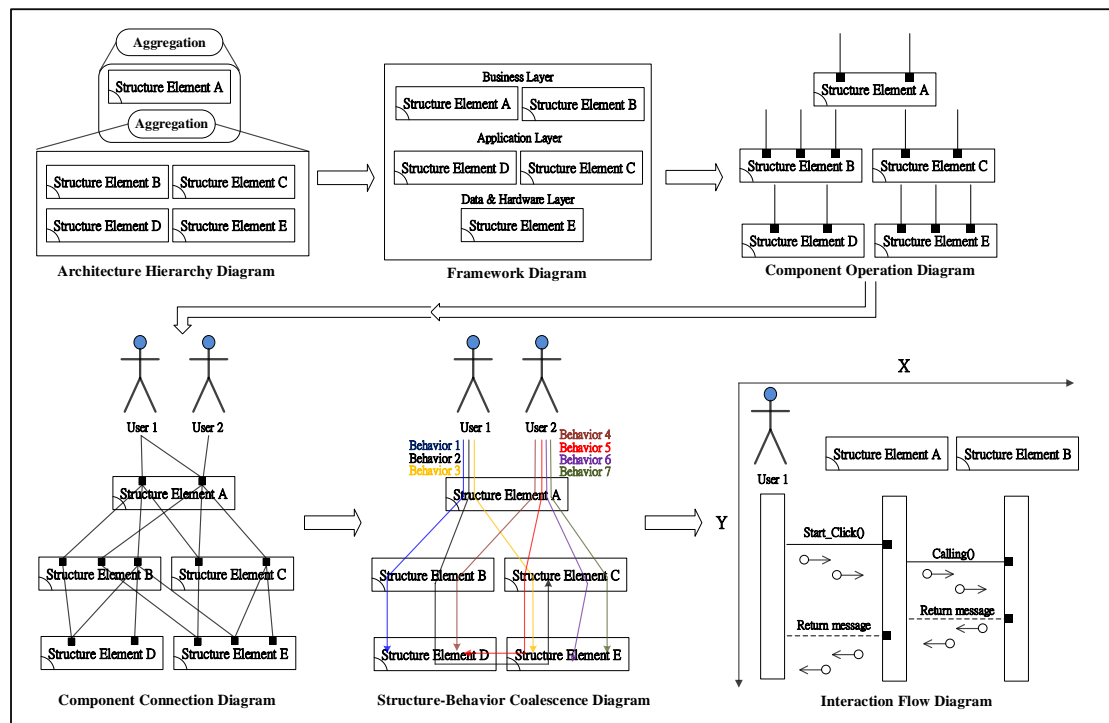 Aggregation
Structure Element A
Aggregation
Structure Element B
Structure Element C
Structure Element D
Structure Element E
Architecture Hierarchy Diagram
Business Layer
Structure Element A
Structure Element B
Application Layer
Structure Element D
Structure Element C
Data & Hardware Layer
Structure Element E
Framework Diagram
Structure Element A
Structure Element B
Structure Element C
Structure Element D
Structure Element E
Component Operation Diagram
User 1
User 2
Structure Element A
Structure Element B
Structure Element C
Structure Element D
Structure Element E
Component Connection Diagram
User 1
User 2
Behavior 1
Behavior 2
Behavior 3
Behavior 4
Behavior 5
Behavior 6
Behavior 7
Structure Element A
Structure Element B
Structure Element C
Structure Element D
Structure Element E
Structure-Behavior Coalescence Diagram
X
Y
User 1
Structure Element A
Structure Element B
Start_Click()
Calling()
Return message
Return message
Interaction Flow Diagram